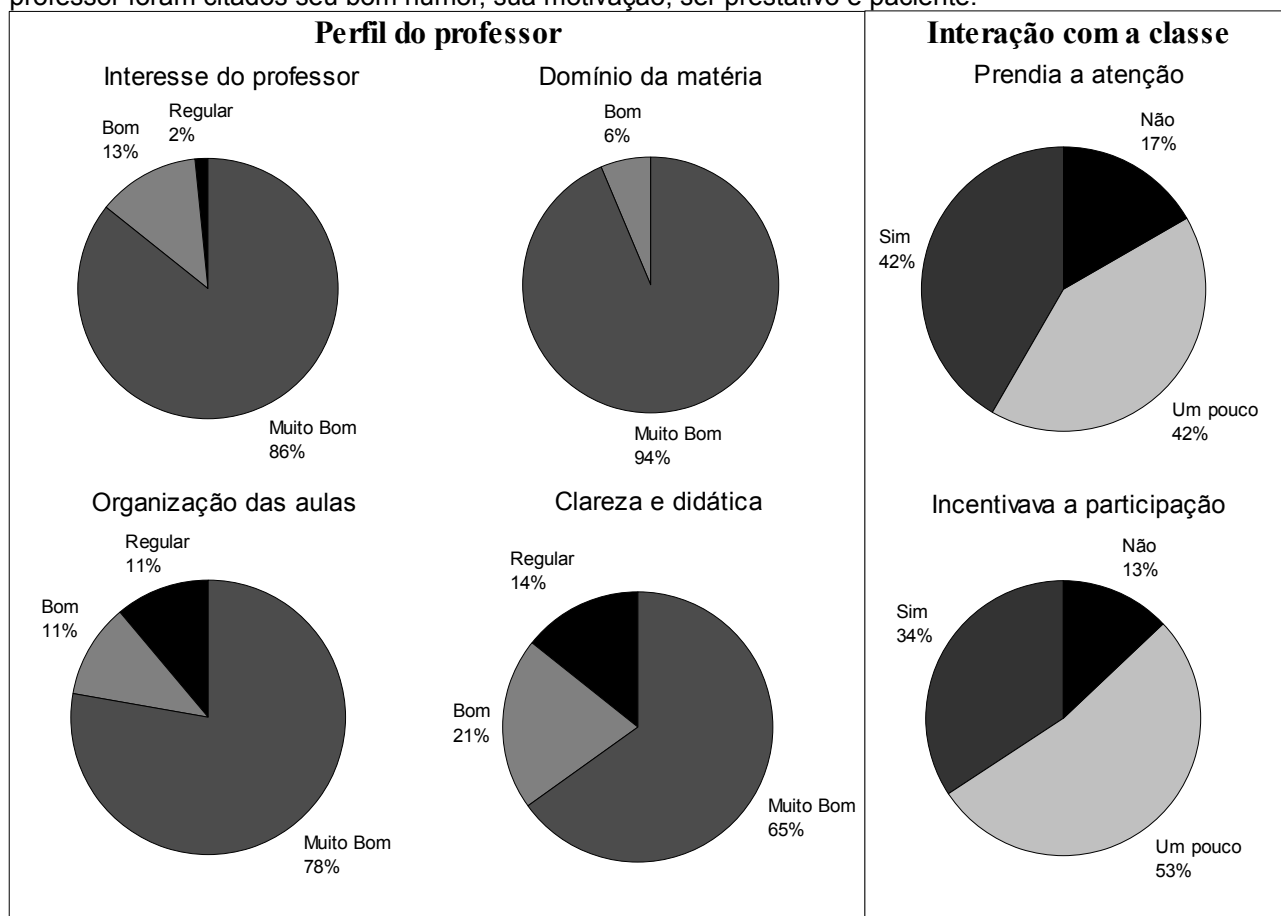 professor foram citados seu bom humor, sua motivação, ser prestativo e paciente.
Perfil do professor
Interesse do professor
Regular
2%
Bom
13%
Muito Bom
86%
Domínio da matéria
Bom
6%
Muito Bom
94%
Organização das aulas
Regular
11%
Bom
11%
Muito Bom
78%
Clareza e didática
Regular
14%
Bom
21%
Muito Bom
65%
Interação com a classe
Prendia a atenção
Não
17%
Sim
42%
Um pouco
42%
Incentivava a participação
Não
13%
Sim
34%
Um pouco
53%